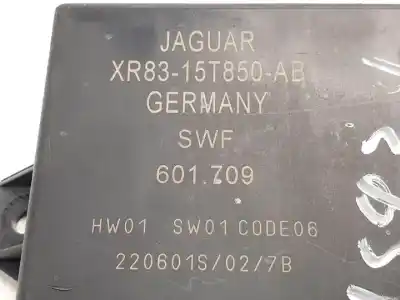 JAGUAR
XR83-15T850-AB
GERMANY
SWF
601.709
HW01 SW01 CODE06
220601S/02/7B